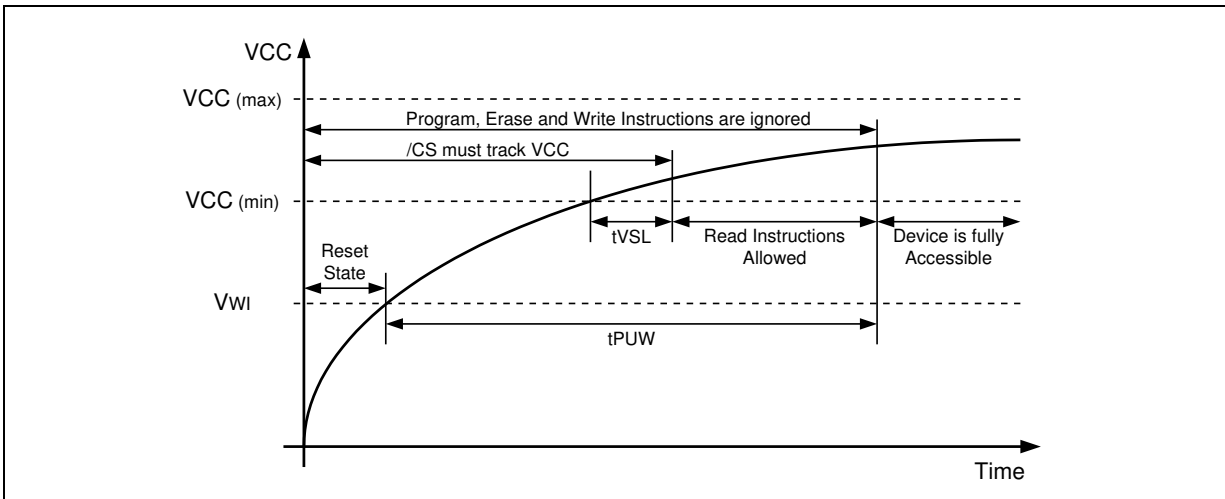 VCC
VCC (max)
Program, Erase and Write Instructions are ignored
/CS must track VCC
VCC (min)
tVSL
Read Instructions
Allowed
Device is fully
Accessible
Reset
State
VWI
tPUW
Time